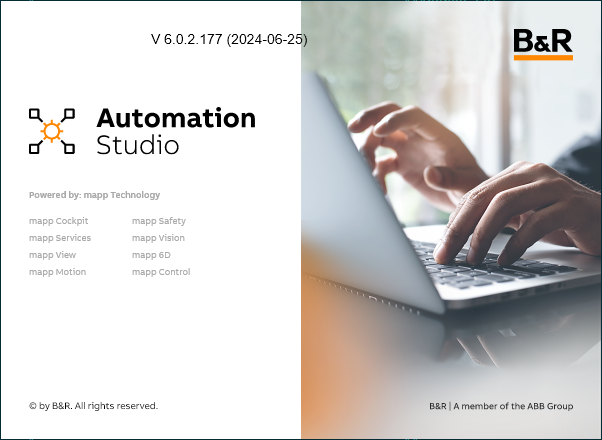 V 6.0.2.177 (2024-06-25)
B&R
Automation
Studio
Powered by: mapp Technology
mapp Cockpit
mapp Services
mapp View
mapp Motion
mapp Safety
mapp Vision
mapp 6D
mapp Control
© by B&R. All rights reserved.
B&R | A member of the ABB Group